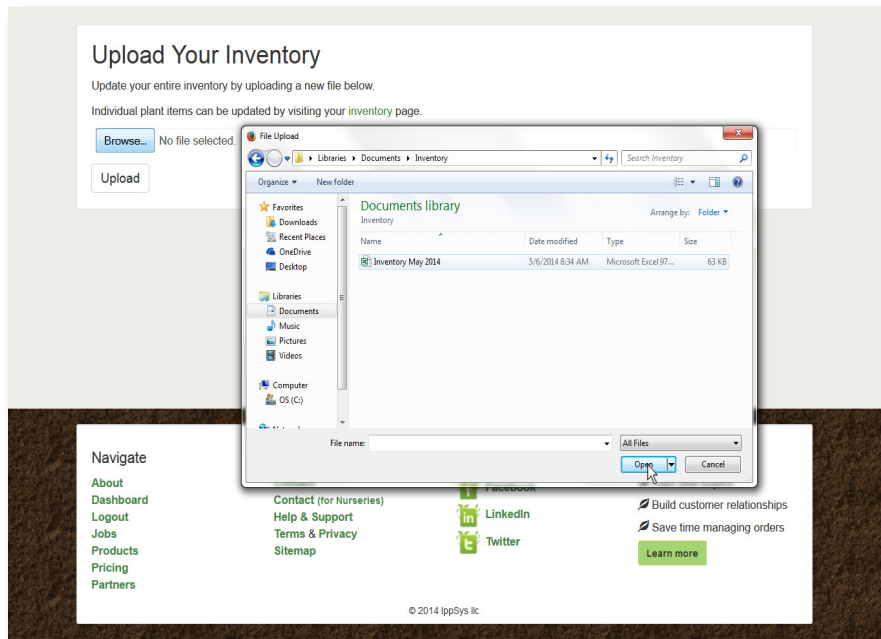 Upload Your Inventory
Update your entire inventory by uploading a new file below.
Individual plant items can be updated by visiting your inventory page.
Browse... No file selected.
Upload
File Upload
Libraries Documents Inventory
Search Inventory
Organize New folder
Favorites
Downloads
Recent Places
OneDrive
Desktop
Libraries
Documents
Music
Pictures
Videos
Computer
OS (C:)
Documents library
Inventory
Arrange by: Folder
Name Date modified Type Size
Inventory May 2014 5/6/2014 8:34 AM Microsoft Excel 97... 63 KB
File name: All Files
Open Cancel
Navigate
About
Dashboard
Logout
Jobs
Products
Pricing
Partners
Contact (for Nurseries)
Help & Support
Terms & Privacy
Sitemap
Facebook
LinkedIn
Twitter
Build customer relationships
Save time managing orders
Learn more
© 2014 IppSys llc